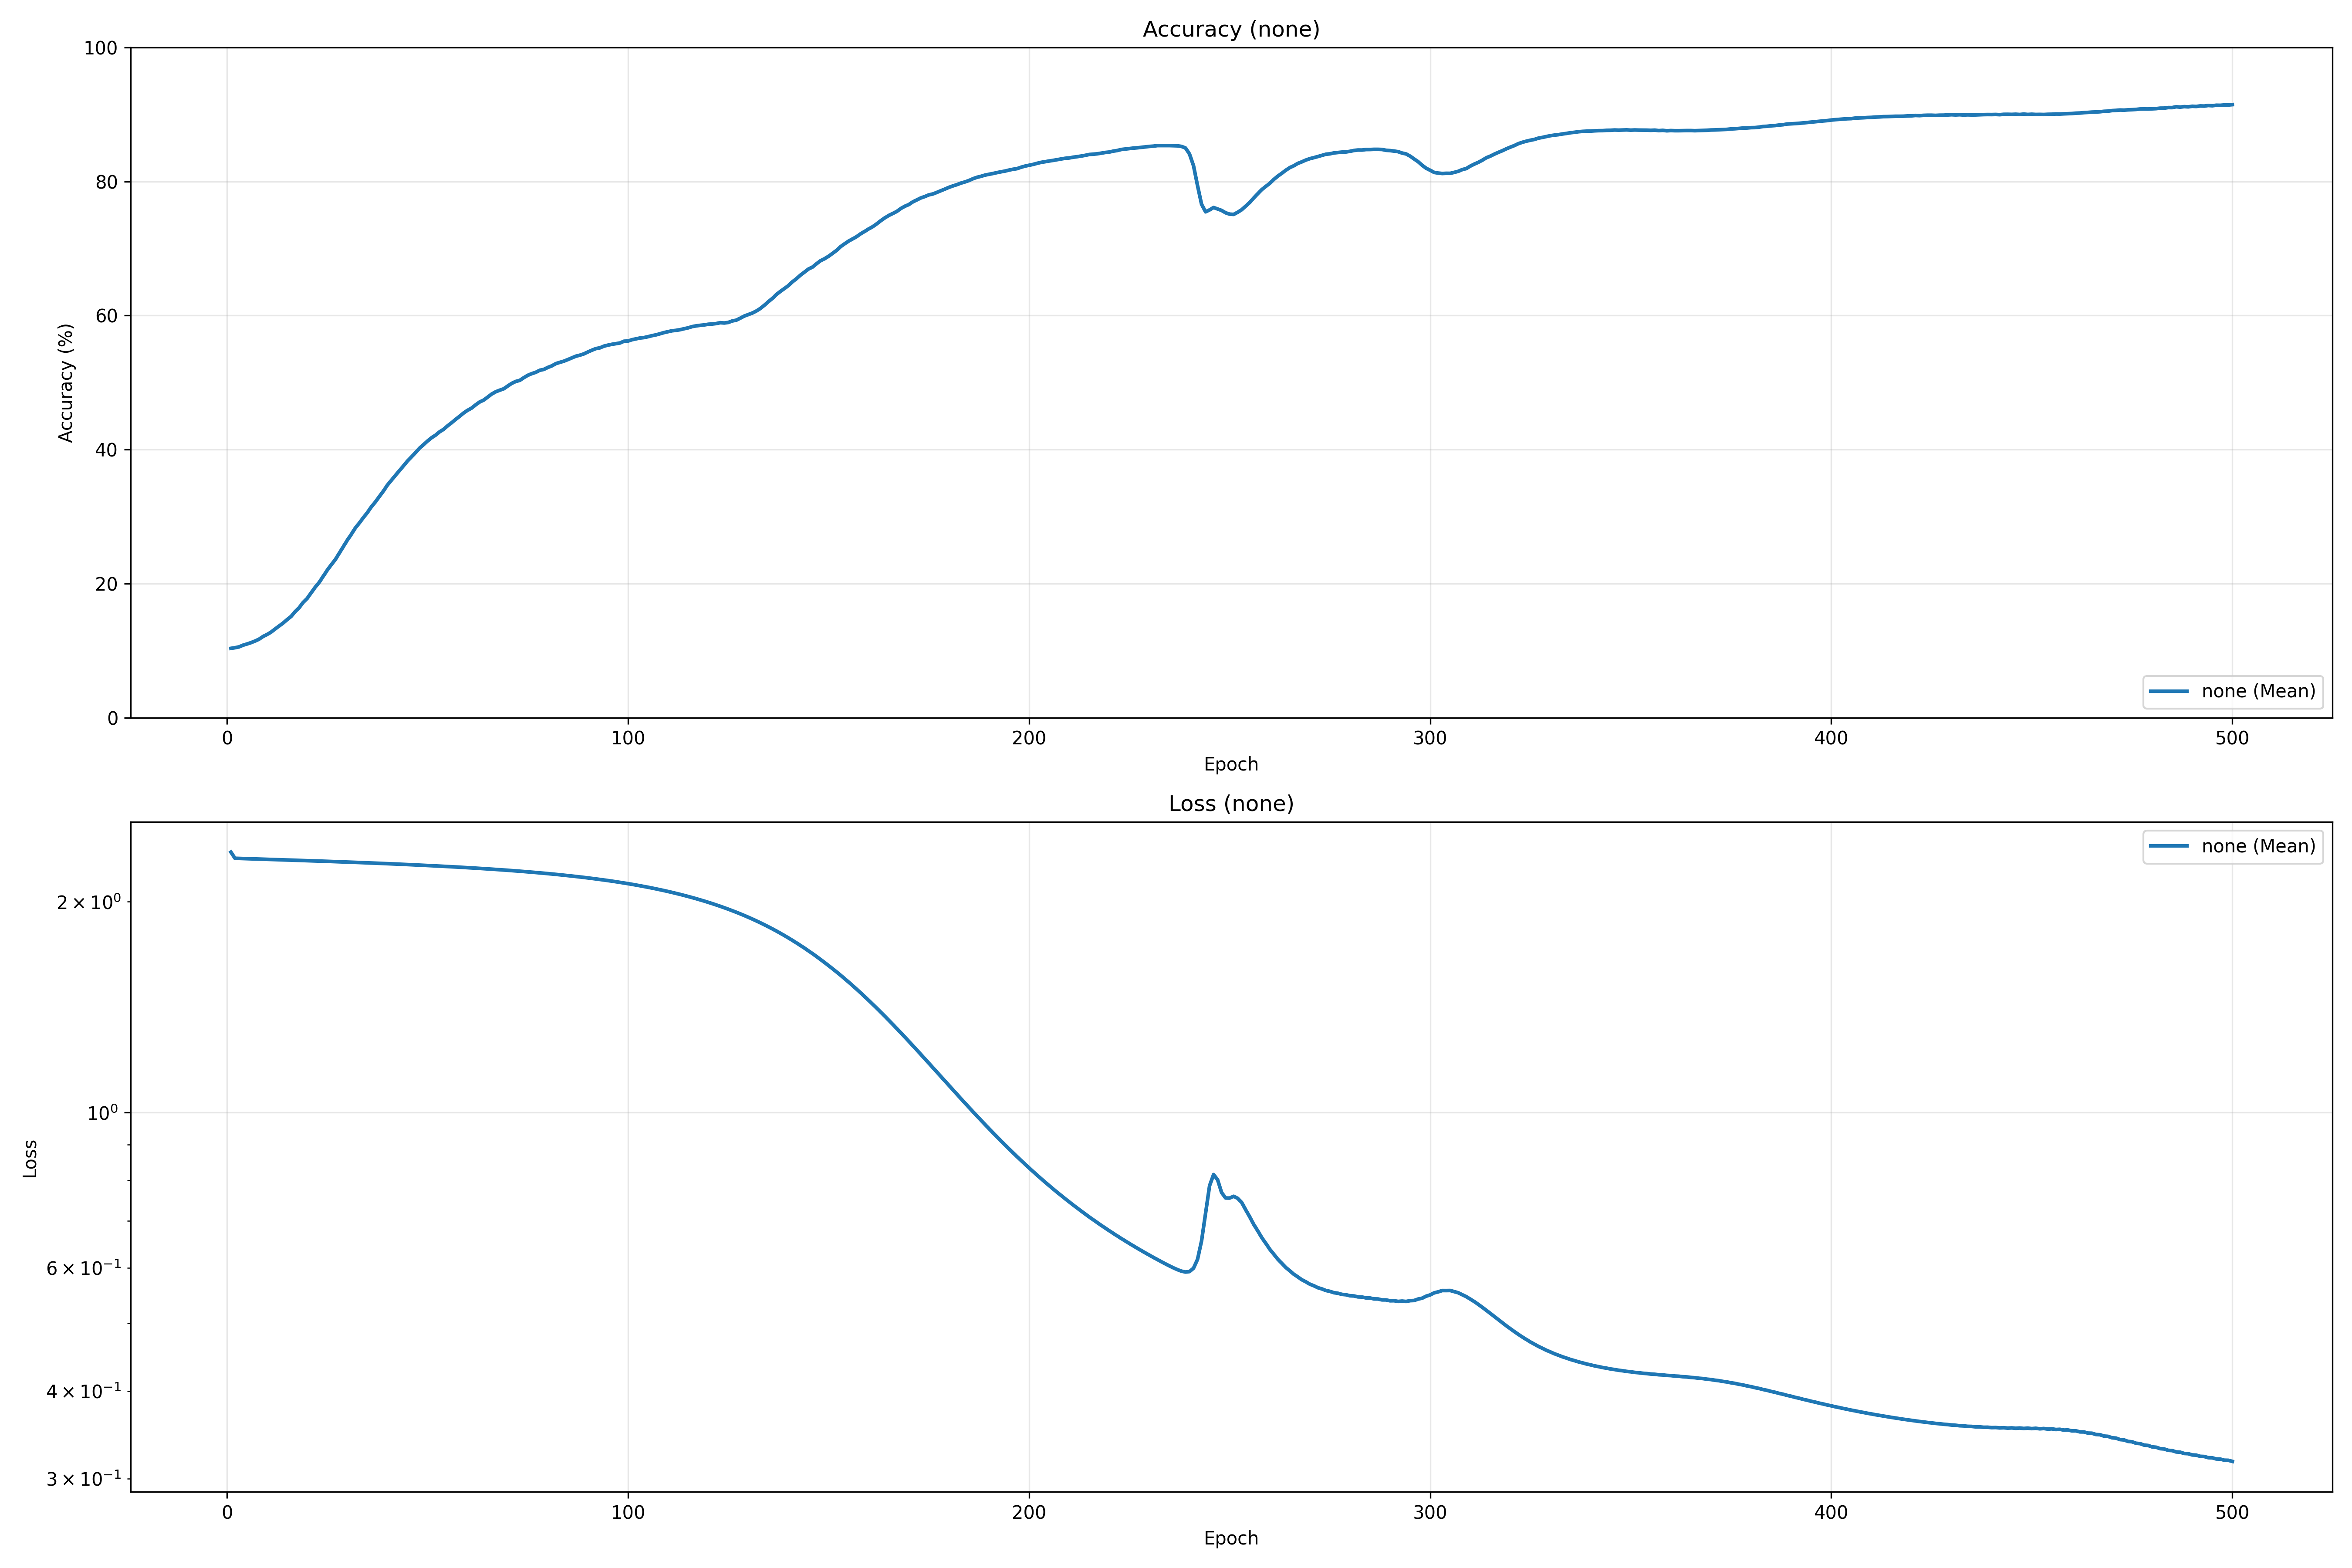 Accuracy (none)
100
80
60
40
20
0
Accuracy (%)
0 100 200 300 400 500
Epoch
none (Mean)
Loss (none)
2 × 10⁰
10⁰
6 × 10⁻¹
4 × 10⁻¹
3 × 10⁻¹
Loss
0 100 200 300 400 500
Epoch
none (Mean)